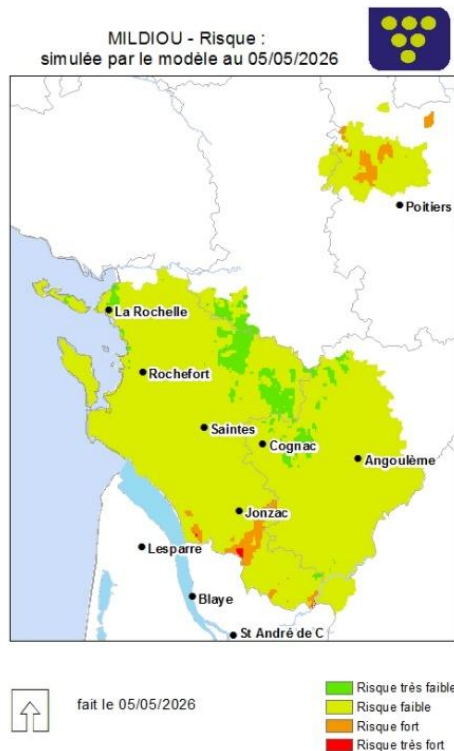 MILDIOU - Risque :
simulée par le modèle au 05/05/2026
Poitiers
La Rochelle
Rochefort
Saintes
Cognac
Angoulème
Jonzac
Lesparre
Blaye
St André de C
fait le 05/05/2026
Risque très faible
Risque faible
Risque fort
Risque très fort